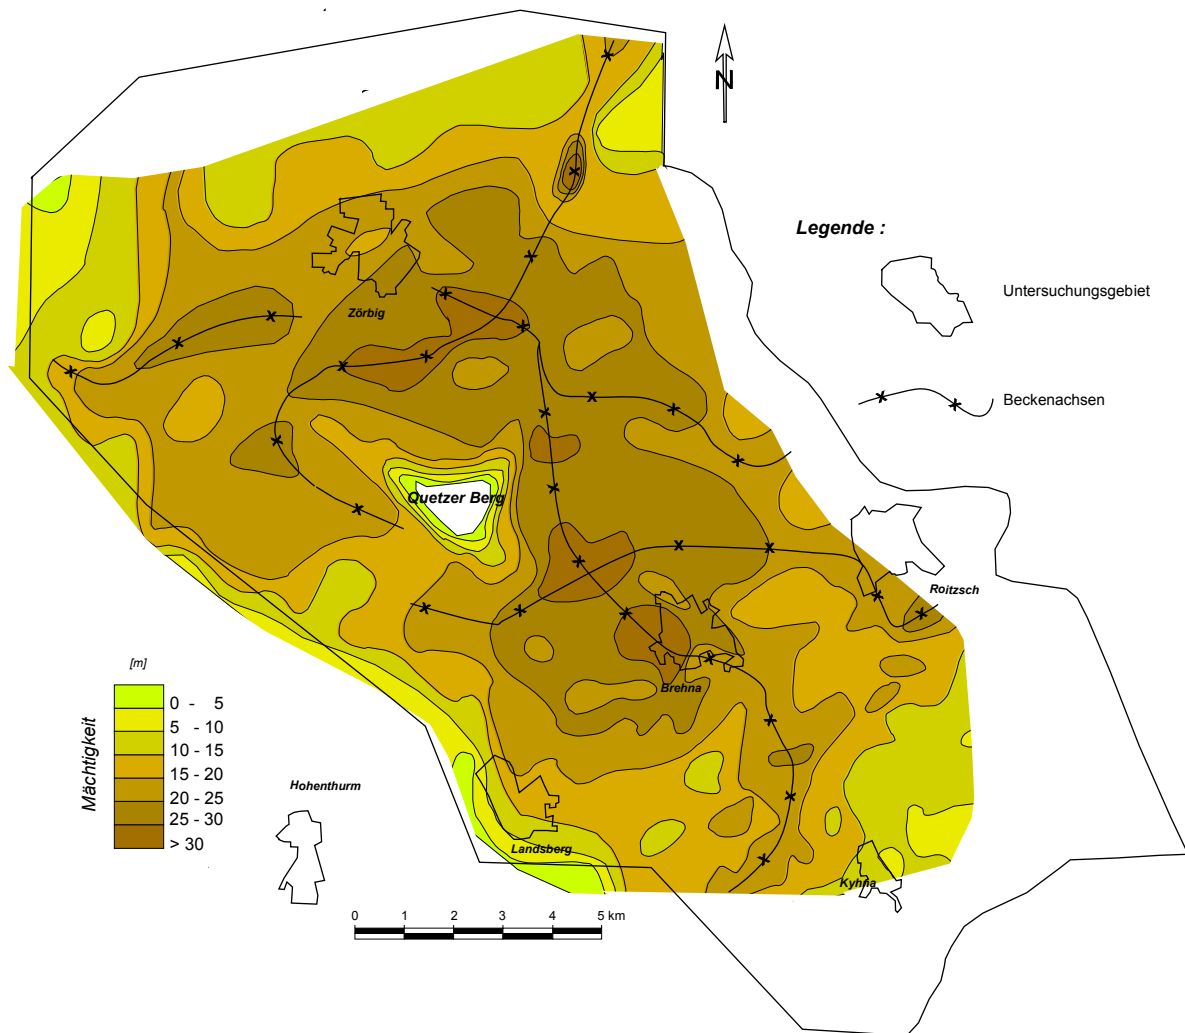 N
Legende :
Untersuchungsgebiet
Beckenachsen
Zörbig
Quetzer Berg
Roitzsch
Brehna
[m]
Mächtigkeit
0 - 5
5 - 10
10 - 15
15 - 20
20 - 25
25 - 30
> 30
Hohenthurm
Landsberg
Kyhna
0 1 2 3 4 5 km